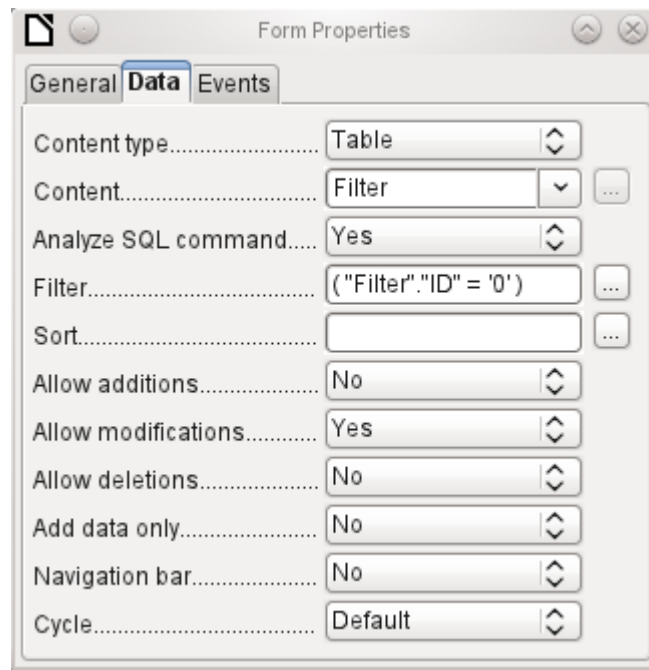 Form Properties
General Data Events
Content type........................ Table
Content................................ Filter ...
Analyze SQL command..... Yes
Filter.................................... ( "Filter"."ID" = '0' ) ...
Sort...................................... ...
Allow additions..................... No
Allow modifications............ Yes
Allow deletions.................... No
Add data only....................... No
Navigation bar...................... No
Cycle.................................... Default